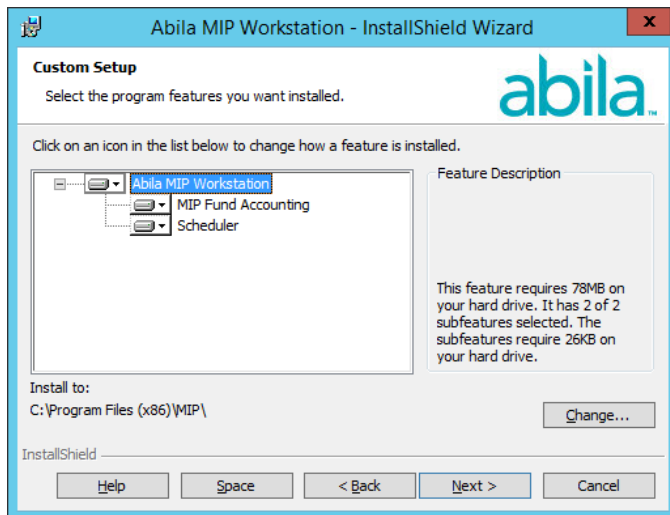 Abila MIP Workstation - InstallShield Wizard
x
Custom Setup
Select the program features you want installed.
abila™
Click on an icon in the list below to change how a feature is installed.
Abila MIP Workstation
MIP Fund Accounting
Scheduler
Feature Description
This feature requires 78MB on
your hard drive. It has 2 of 2
subfeatures selected. The
subfeatures require 26KB on
your hard drive.
Install to:
C:\Program Files (x86)\MIP\
Change...
InstallShield
Help
Space
< Back
Next >
Cancel